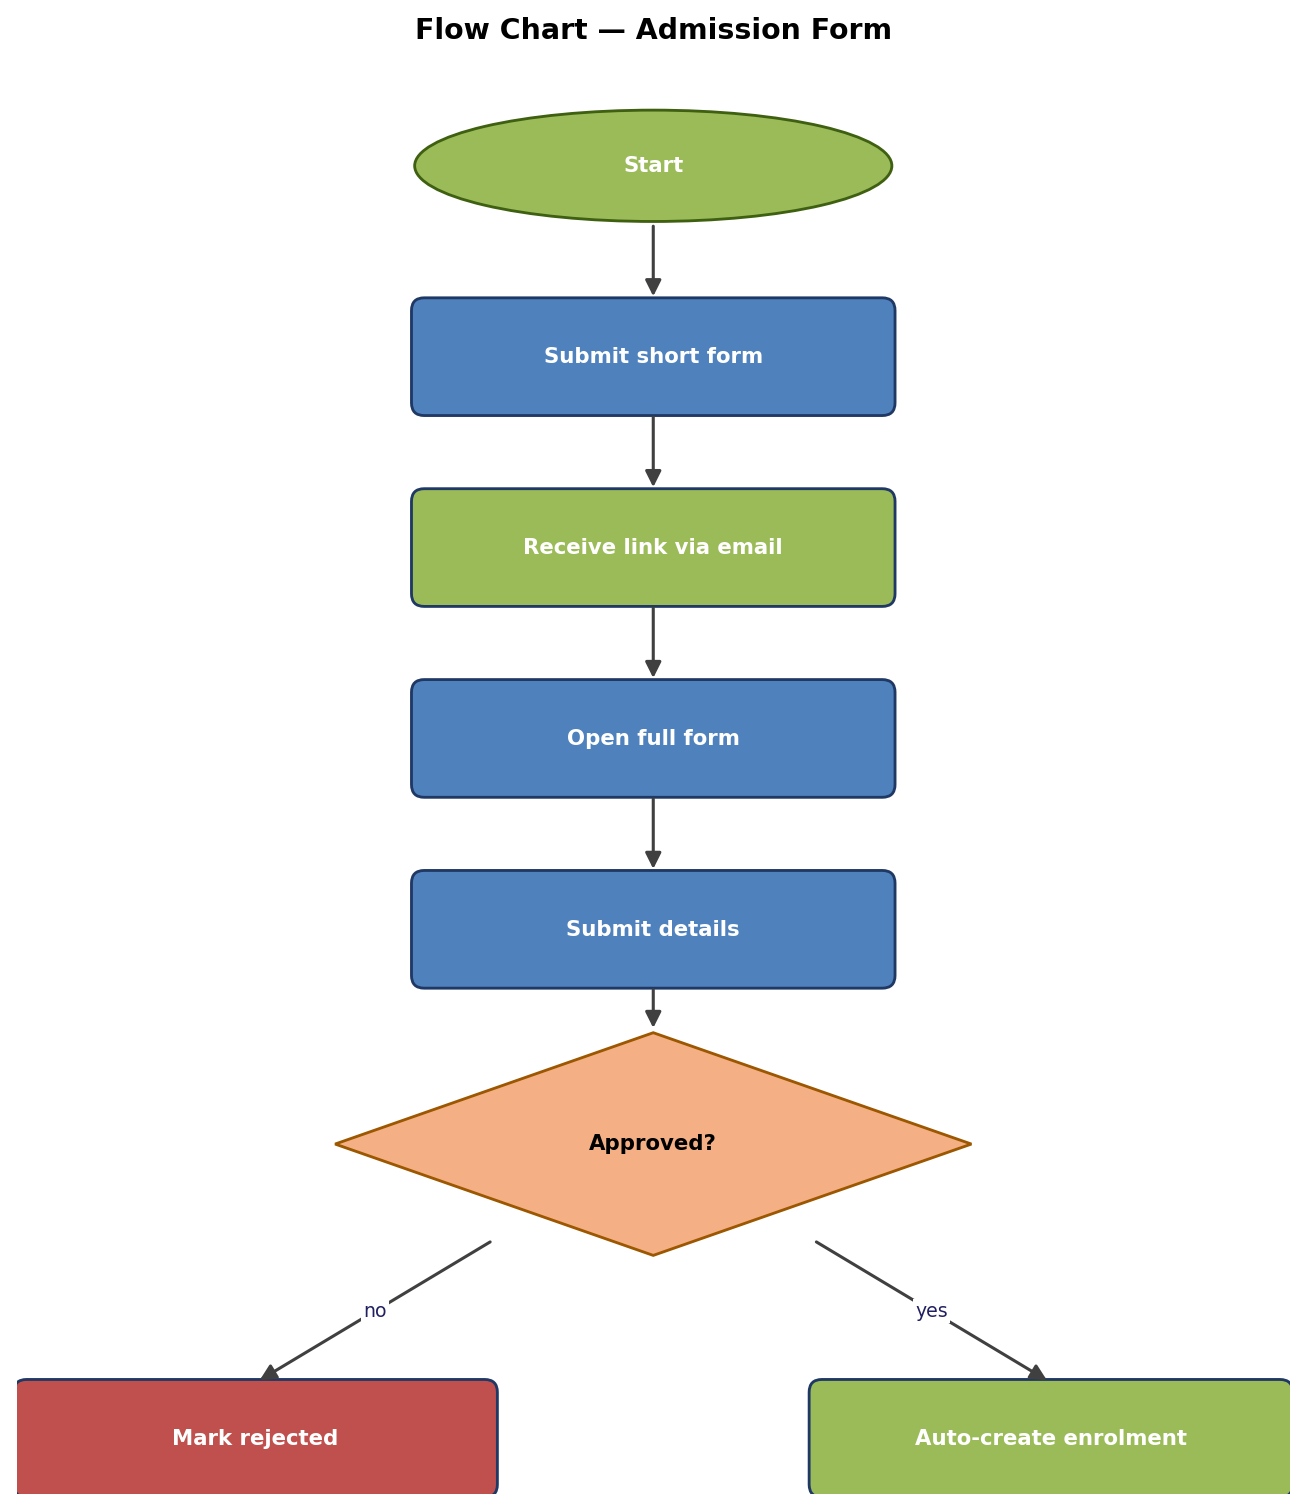 Flow Chart — Admission Form
Start
Submit short form
Receive link via email
Open full form
Submit details
Approved?
no
yes
Mark rejected
Auto-create enrolment